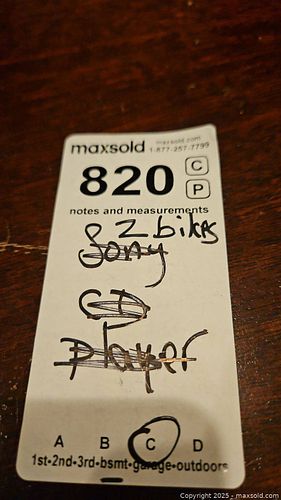 maxsold
maxsold.com
1-877-257-7799
820
C
P
notes and measurements
2 bikes
Sony
CD
Player
A B C D
1st-2nd-3rd-bsmt-garage-outdoors
Copyright 2025 - maxsold.com